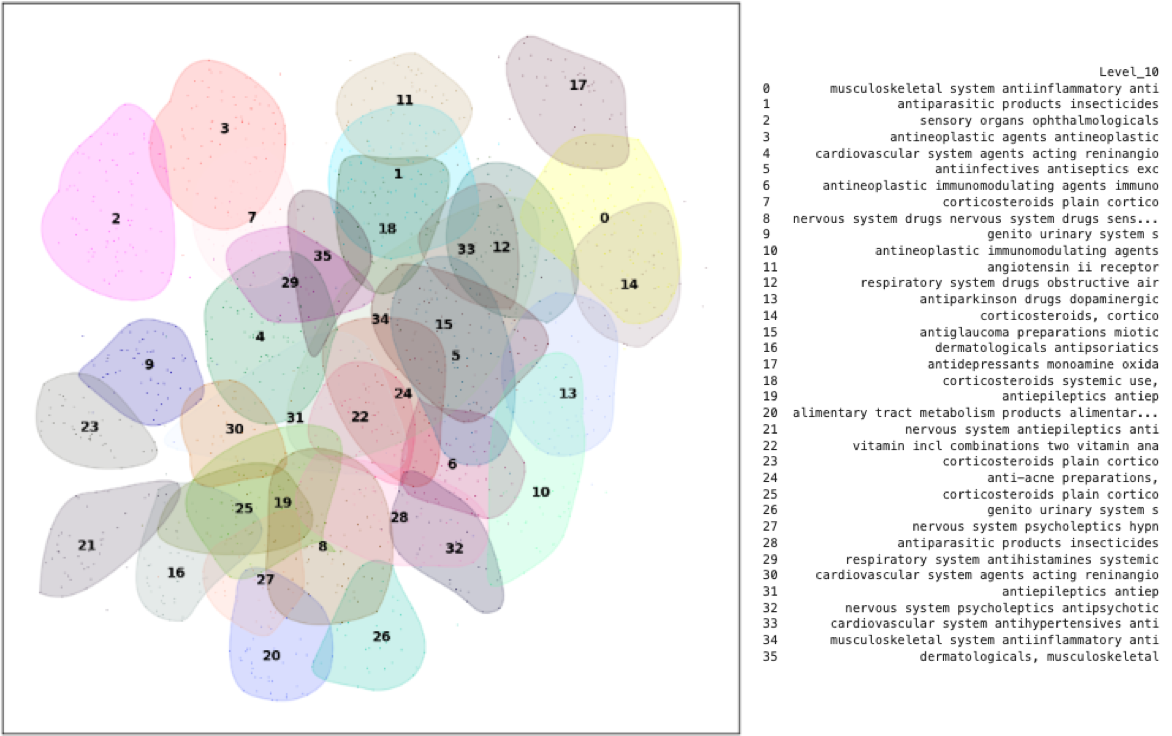 17
11
3
1
2
7
0
18
33
12
35
29
14
34
15
4
5
9
24
13
22
31
23
30
6
10
25
19
28
21
8
32
16
27
26
20
Level_10
0 musculoskeletal system antiinflammatory anti
1 antiparasitic products insecticides
2 sensory organs ophthalmologicals
3 antineoplastic agents antineoplastic
4 cardiovascular system agents acting reninangio
5 antiinfectives antiseptics exc
6 antineoplastic immunomodulating agents immuno
7 corticosteroids plain cortico
8 nervous system drugs nervous system drugs sens...
9 genito urinary system s
10 antineoplastic immunomodulating agents
11 angiotensin ii receptor
12 respiratory system drugs obstructive air
13 antiparkinson drugs dopaminergic
14 corticosteroids, cortico
15 antiglaucoma preparations miotic
16 dermatologicals antipsoriatics
17 antidepressants monoamine oxida
18 corticosteroids systemic use,
19 antiepileptics antiep
20 alimentary tract metabolism products alimentar...
21 nervous system antiepileptics anti
22 vitamin incl combinations two vitamin ana
23 corticosteroids plain cortico
24 anti-acne preparations,
25 corticosteroids plain cortico
26 genito urinary system s
27 nervous system psycholeptics hypn
28 antiparasitic products insecticides
29 respiratory system antihistamines systemic
30 cardiovascular system agents acting reninangio
31 antiepileptics antiep
32 nervous system psycholeptics antipsychotic
33 cardiovascular system antihypertensives anti
34 musculoskeletal system antiinflammatory anti
35 dermatologicals, musculoskeletal